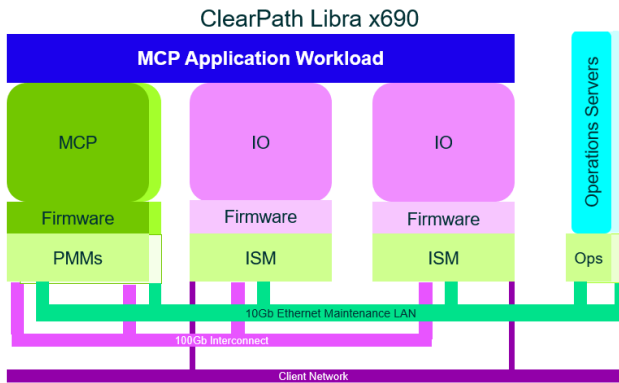 ClearPath Libra x690
MCP Application Workload
Operations Servers
MCP
IO
IO
Firmware
Firmware
Firmware
PMMs
ISM
ISM
Ops
10Gb Ethernet Maintenance LAN
100Gb Interconnect
Client Network